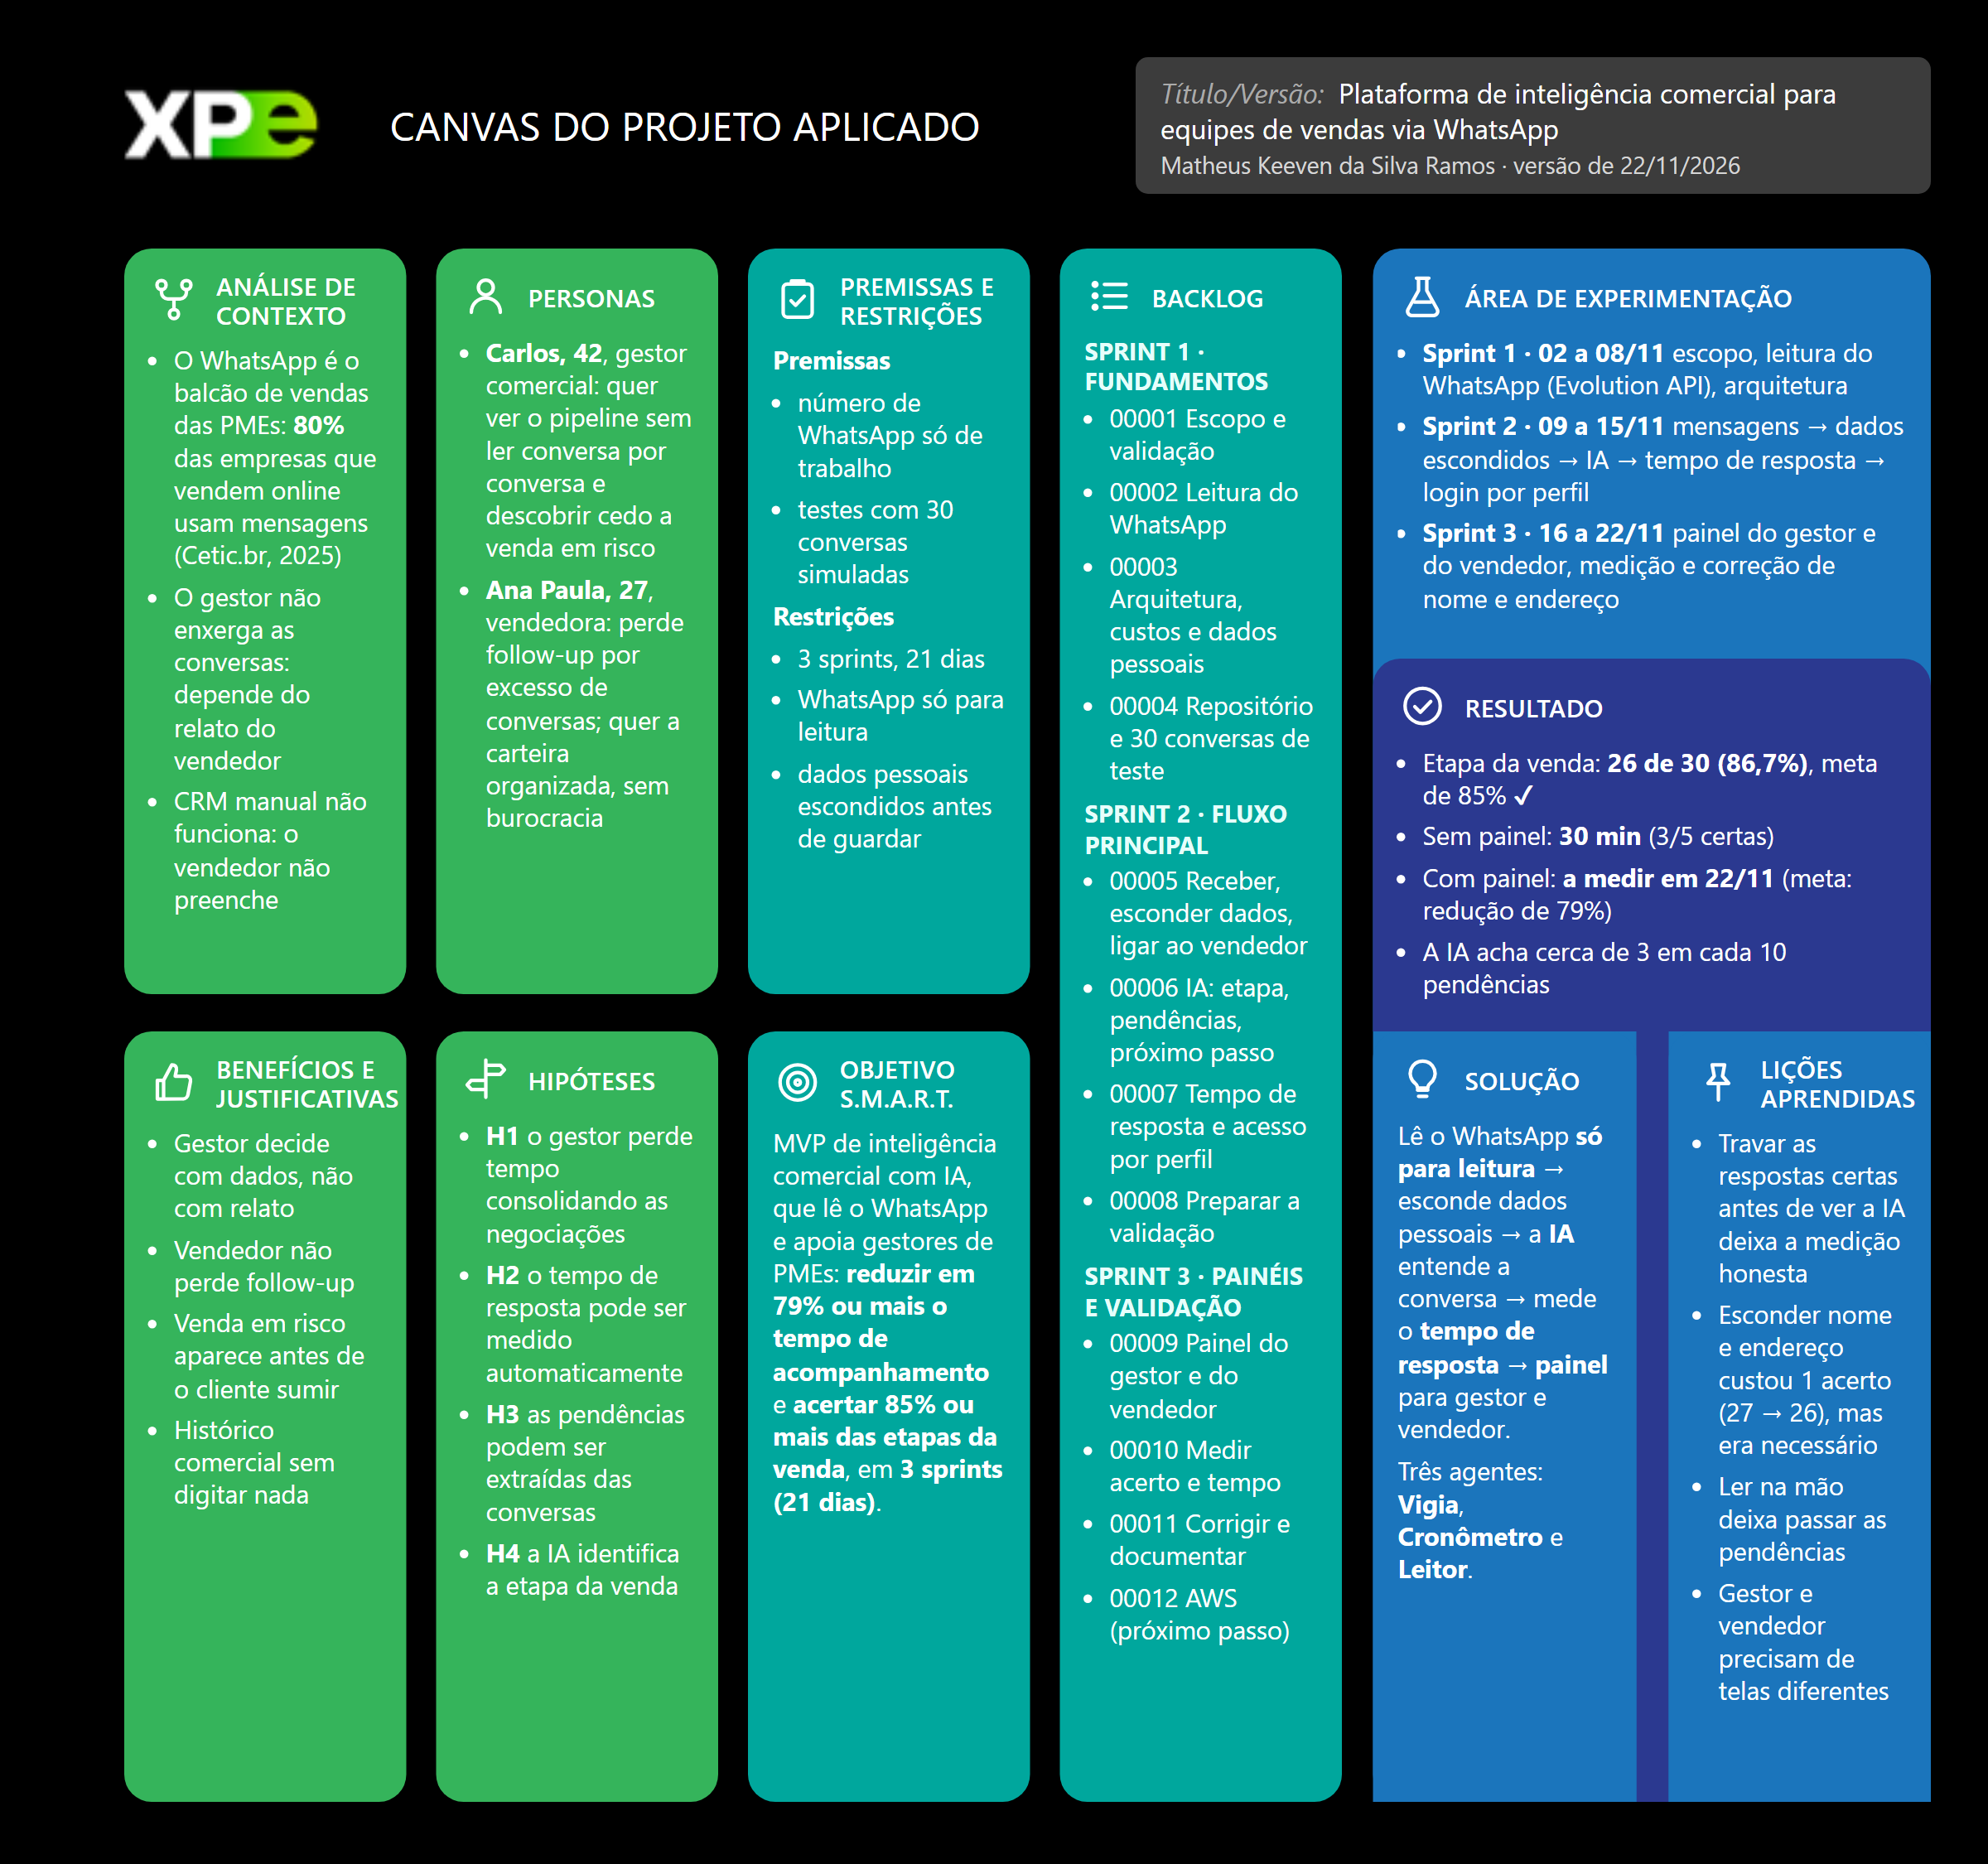 XPe
CANVAS DO PROJETO APLICADO
Título/Versão: Plataforma de inteligência comercial para
equipes de vendas via WhatsApp
Matheus Keeven da Silva Ramos · versão de 22/11/2026
ANÁLISE DE
CONTEXTO
• O WhatsApp é o
balcão de vendas
das PMEs: 80%
das empresas que
vendem online
usam mensagens
(Cetic.br, 2025)
• O gestor não
enxerga as
conversas:
depende do
relato do
vendedor
• CRM manual não
funciona: o
vendedor não
preenche
PERSONAS
• Carlos, 42, gestor
comercial: quer
ver o pipeline sem
ler conversa por
conversa e
descobrir cedo a
venda em risco
• Ana Paula, 27,
vendedora: perde
follow-up por
excesso de
conversas; quer a
carteira
organizada, sem
burocracia
PREMISSAS E
RESTRIÇÕES
Premissas
• número de
WhatsApp só de
trabalho
• testes com 30
conversas
simuladas
Restrições
• 3 sprints, 21 dias
• WhatsApp só para
leitura
• dados pessoais
escondidos antes
de guardar
BACKLOG
SPRINT 1 ·
FUNDAMENTOS
• 00001 Escopo e
validação
• 00002 Leitura do
WhatsApp
• 00003
Arquitetura,
custos e dados
pessoais
• 00004 Repositório
e 30 conversas de
teste
SPRINT 2 · FLUXO
PRINCIPAL
• 00005 Receber,
esconder dados,
ligar ao vendedor
• 00006 IA: etapa,
pendências,
próximo passo
• 00007 Tempo de
resposta e acesso
por perfil
• 00008 Preparar a
validação
SPRINT 3 · PAINÉIS
E VALIDAÇÃO
• 00009 Painel do
gestor e do
vendedor
• 00010 Medir
acerto e tempo
• 00011 Corrigir e
documentar
• 00012 AWS
(próximo passo)
ÁREA DE EXPERIMENTAÇÃO
• Sprint 1 · 02 a 08/11 escopo, leitura do
WhatsApp (Evolution API), arquitetura
• Sprint 2 · 09 a 15/11 mensagens → dados
escondidos → IA → tempo de resposta →
login por perfil
• Sprint 3 · 16 a 22/11 painel do gestor e
do vendedor, medição e correção de
nome e endereço
RESULTADO
• Etapa da venda: 26 de 30 (86,7%), meta
de 85% ✓
• Sem painel: 30 min (3/5 certas)
• Com painel: a medir em 22/11 (meta:
redução de 79%)
• A IA acha cerca de 3 em cada 10
pendências
BENEFÍCIOS E
JUSTIFICATIVAS
• Gestor decide
com dados, não
com relato
• Vendedor não
perde follow-up
• Venda em risco
aparece antes de
o cliente sumir
• Histórico
comercial sem
digitar nada
HIPÓTESES
• H1 o gestor perde
tempo
consolidando as
negociações
• H2 o tempo de
resposta pode ser
medido
automaticamente
• H3 as pendências
podem ser
extraídas das
conversas
• H4 a IA identifica
a etapa da venda
OBJETIVO
S.M.A.R.T.
MVP de inteligência
comercial com IA,
que lê o WhatsApp
e apoia gestores de
PMEs: reduzir em
79% ou mais o
tempo de
acompanhamento
e acertar 85% ou
mais das etapas da
venda, em 3 sprints
(21 dias).
SOLUÇÃO
Lê o WhatsApp só
para leitura →
esconde dados
pessoais → a IA
entende a
conversa → mede
o tempo de
resposta → painel
para gestor e
vendedor.
Três agentes:
Vigia,
Cronômetro e
Leitor.
LIÇÕES
APRENDIDAS
• Travar as
respostas certas
antes de ver a IA
deixa a medição
honesta
• Esconder nome
e endereço
custou 1 acerto
(27 → 26), mas
era necessário
• Ler na mão
deixa passar as
pendências
• Gestor e
vendedor
precisam de
telas diferentes